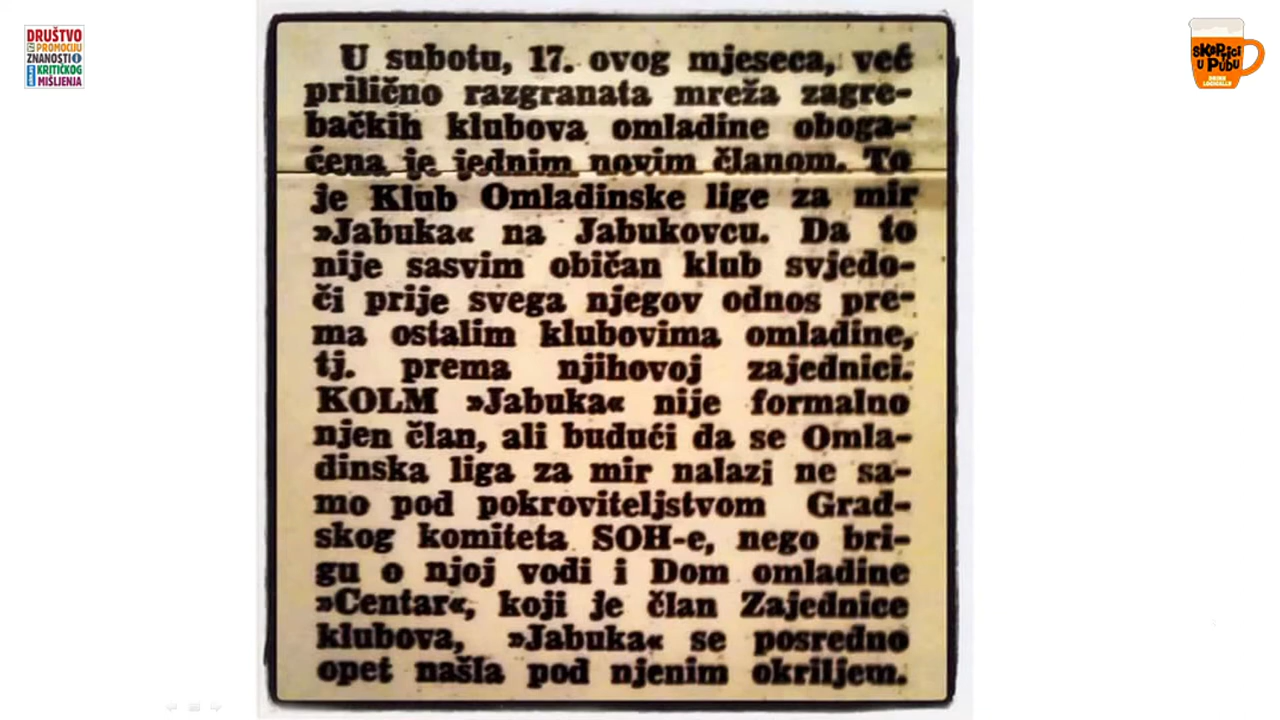 DRUŠTVO
ZA PROMOCIJU
ZNANOSTI I
KRITIČKOG
MIŠLJENJA
SKEPTICI
U PUBU
DRINK
LOGICALLY
U subotu, 17. ovog mjeseca, već
prilično razgranata mreža zagre-
bačkih klubova omladine oboga-
ćena je jednim novim članom. To
je Klub Omladinske lige za mir
»Jabuka« na Jabukovcu. Da to
nije sasvim običan klub svjedo-
či prije svega njegov odnos pre-
ma ostalim klubovima omladine,
tj. prema njihovoj zajednici.
KOLM »Jabuka« nije formalno
njen član, ali budući da se Omla-
dinska liga za mir nalazi ne sa-
mo pod pokroviteljstvom Grad-
skog komiteta SOH-e, nego bri-
gu o njoj vodi i Dom omladine
»Centar«, koji je član Zajednice
klubova, »Jabuka« se posredno
opet našla pod njenim okriljem.